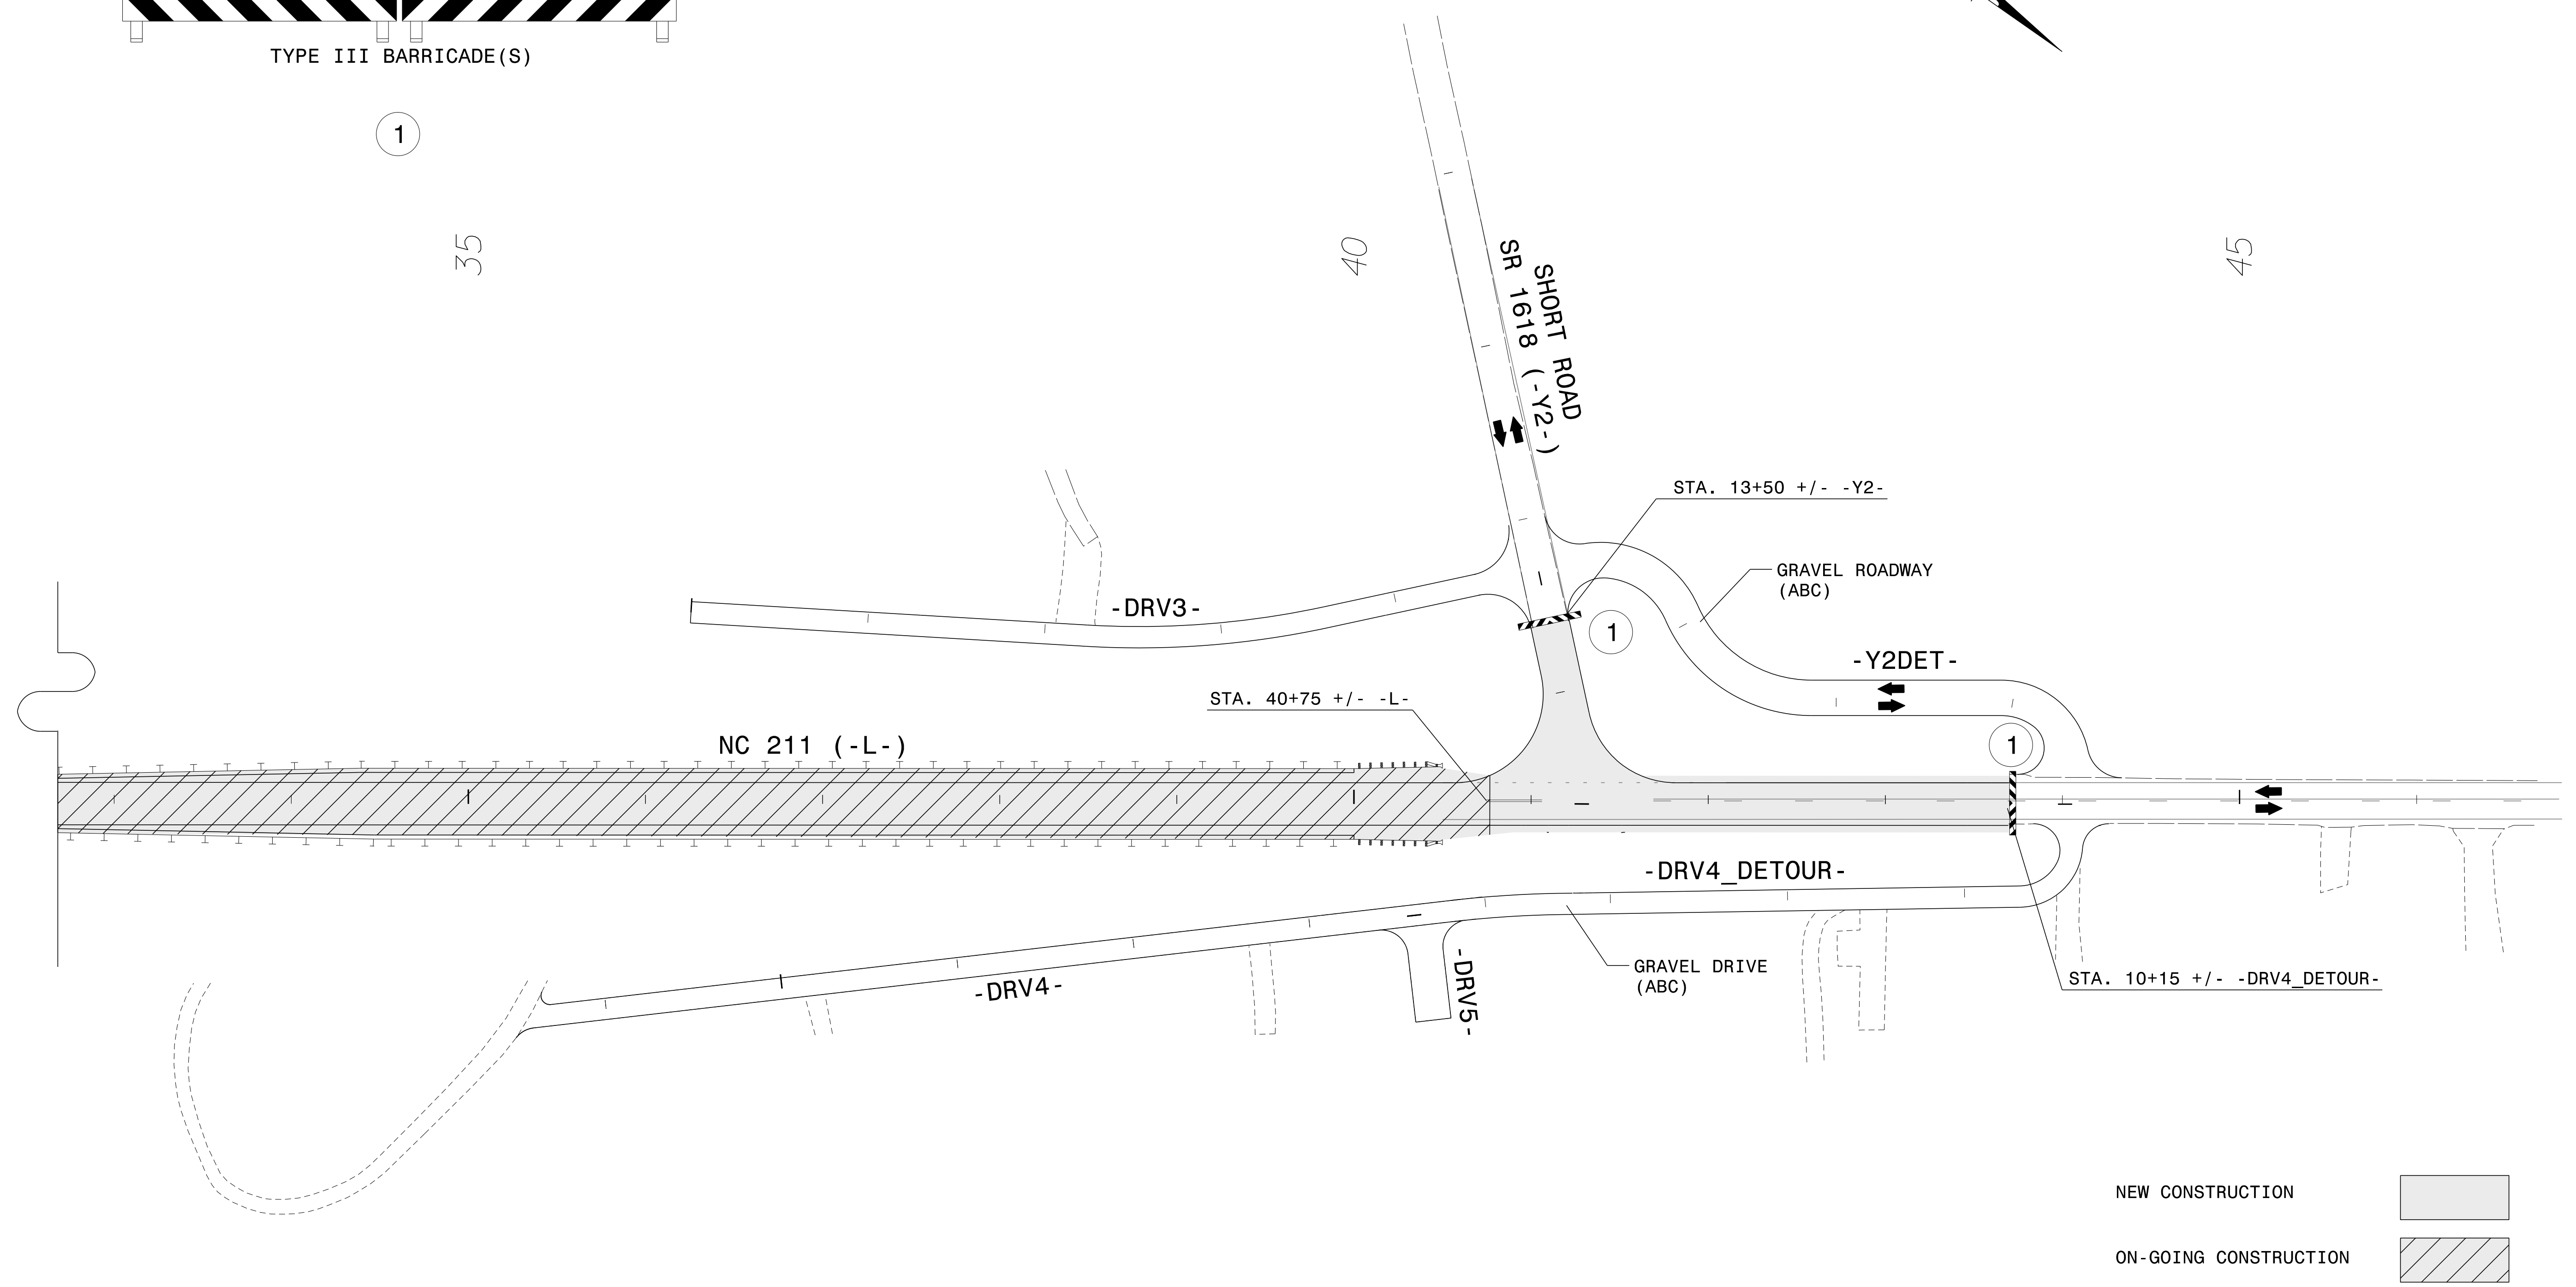 TYPE III BARRICADE(S)
1
35
40
45
SHORT ROAD
SR 1618 (-Y2-)
STA. 13+50 +/- -Y2-
GRAVEL ROADWAY
(ABC)
-DRV3-
1
-Y2DET-
STA. 40+75 +/- -L-
NC 211 (-L-)
1
-DRV4_DETOUR-
-DRV4-
-DRV5-
GRAVEL DRIVE
(ABC)
STA. 10+15 +/- -DRV4_DETOUR-
NEW CONSTRUCTION
ON-GOING CONSTRUCTION